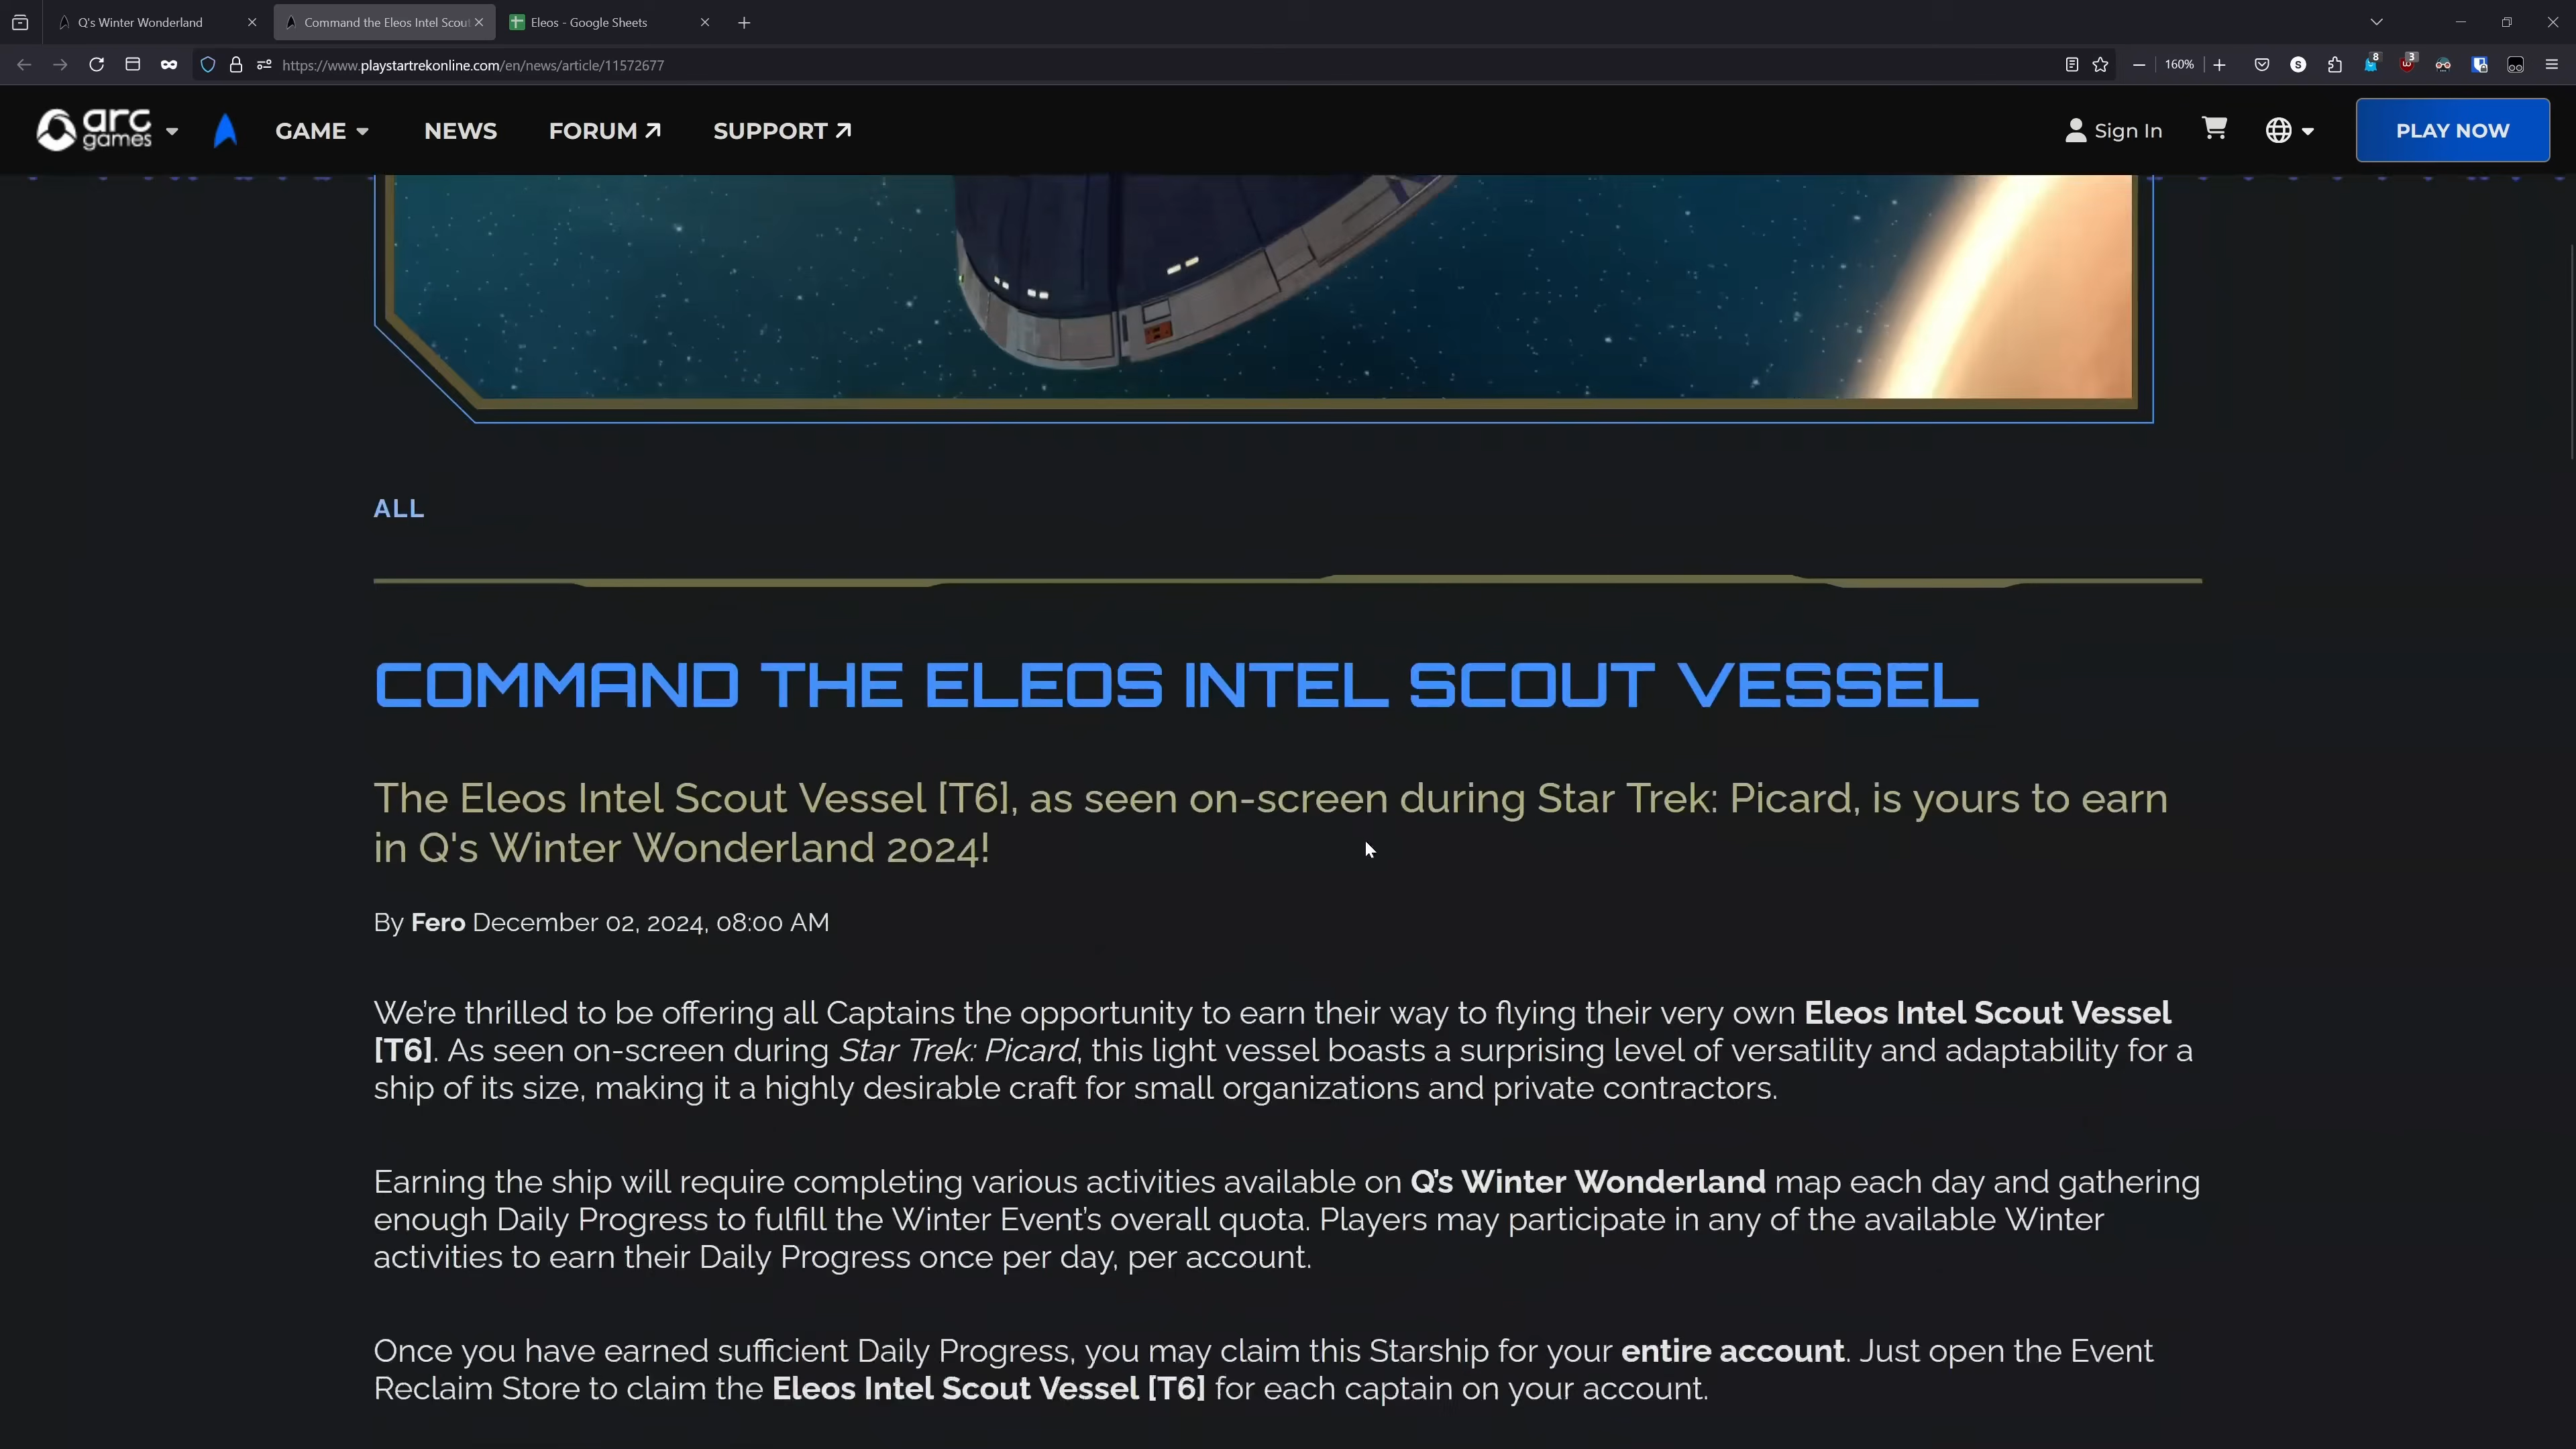 Q's Winter Wonderland
Command the Eleos Intel Scout
Eleos - Google Sheets
https://www.playstartrekonline.com/en/news/article/11572677
160%
S
8
3
arc games
GAME
NEWS
FORUM
SUPPORT
Sign In
PLAY NOW
ALL
COMMAND THE ELEOS INTEL SCOUT VESSEL
The Eleos Intel Scout Vessel [T6], as seen on-screen during Star Trek: Picard, is yours to earn
in Q's Winter Wonderland 2024!
By Fero December 02, 2024, 08:00 AM
We're thrilled to be offering all Captains the opportunity to earn their way to flying their very own Eleos Intel Scout Vessel
[T6]. As seen on-screen during Star Trek: Picard, this light vessel boasts a surprising level of versatility and adaptability for a
ship of its size, making it a highly desirable craft for small organizations and private contractors.
Earning the ship will require completing various activities available on Q’s Winter Wonderland map each day and gathering
enough Daily Progress to fulfill the Winter Event's overall quota. Players may participate in any of the available Winter
activities to earn their Daily Progress once per day, per account.
Once you have earned sufficient Daily Progress, you may claim this Starship for your entire account. Just open the Event
Reclaim Store to claim the Eleos Intel Scout Vessel [T6] for each captain on your account.